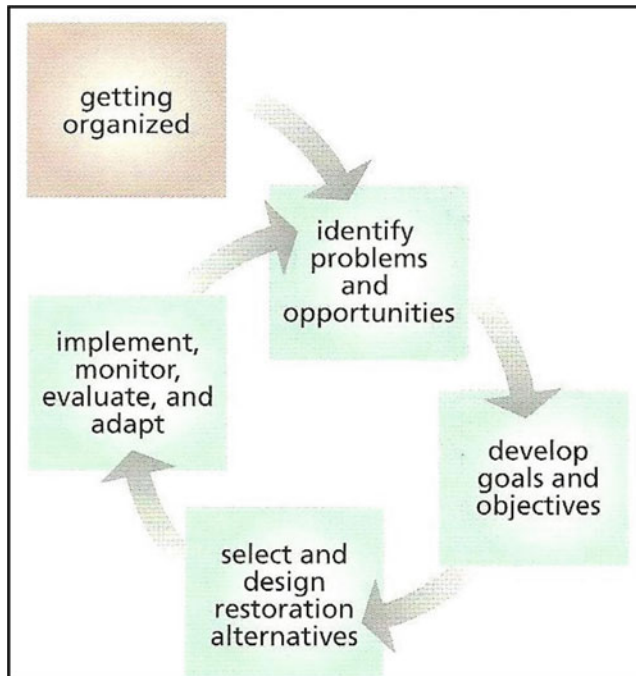 getting
organized
identify
problems
and
opportunities
develop
goals and
objectives
select and
design
restoration
alternatives
implement,
monitor,
evaluate, and
adapt